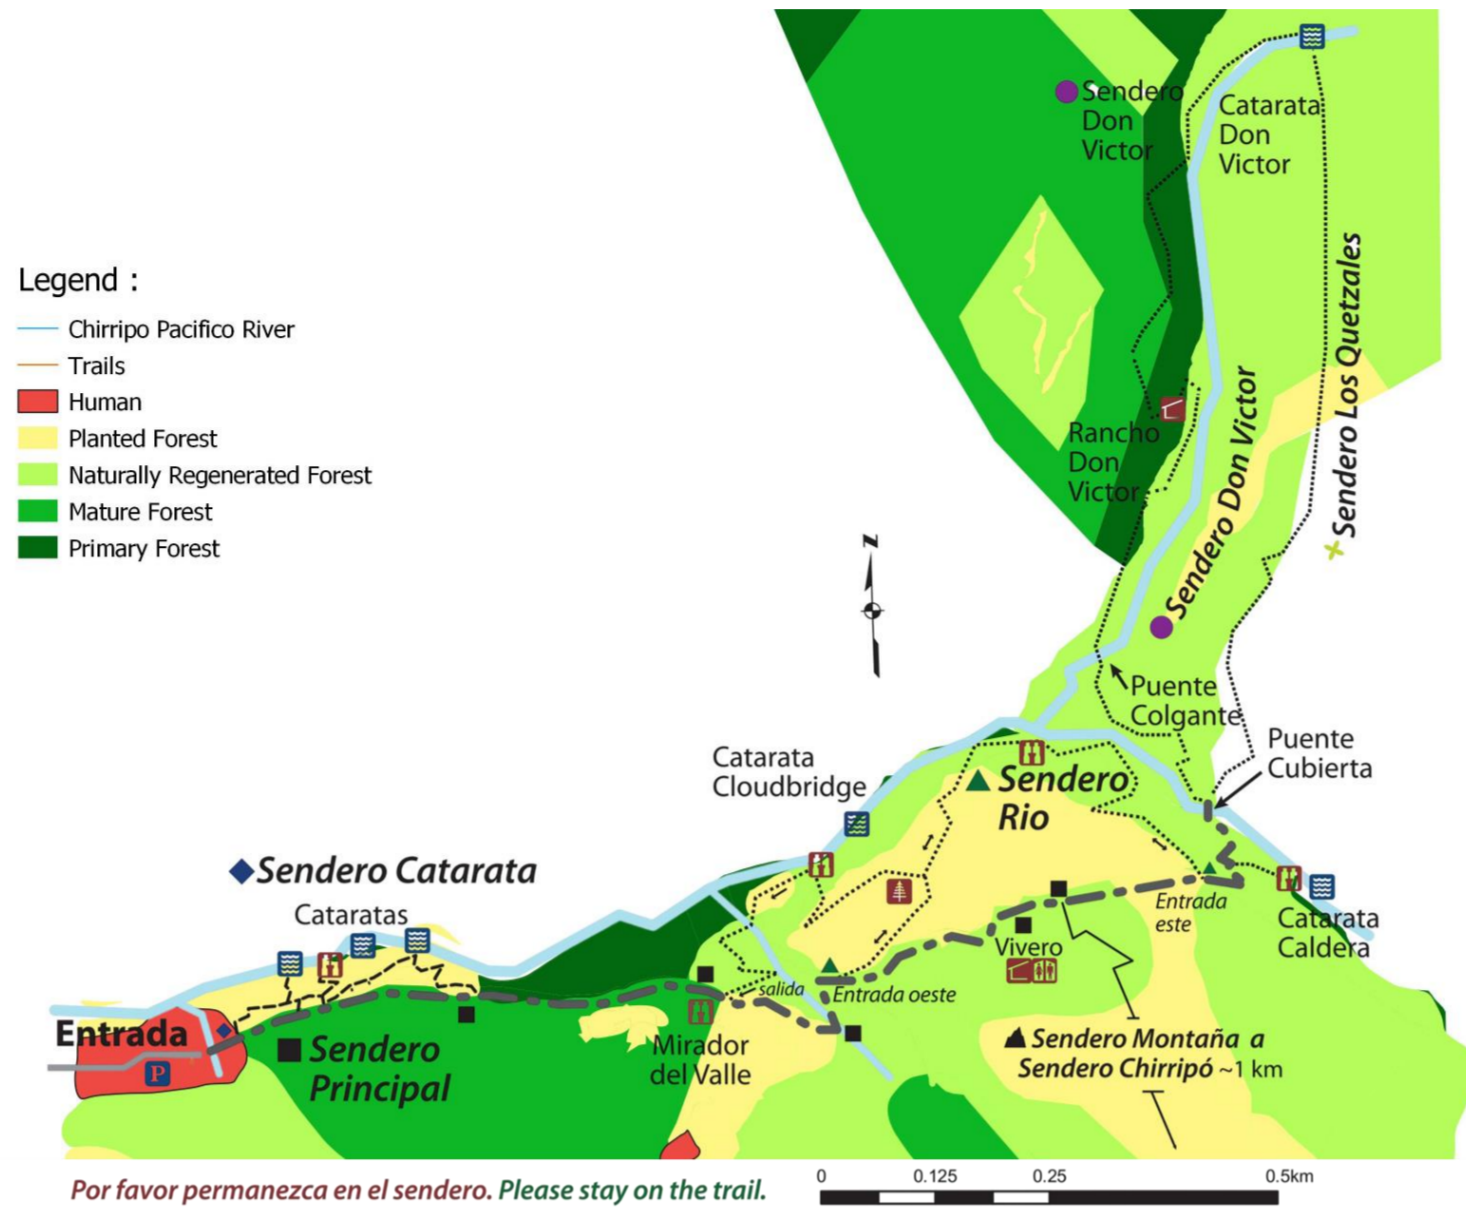 Sendero
Don
Victor
Catarata
Don
Victor
Legend :
Chirripo Pacifico River
Trails
Human
Planted Forest
Naturally Regenerated Forest
Mature Forest
Primary Forest
Sendero Los Quetzales
Rancho
Don
Victor
Sendero Don Victor
N
Puente
Colgante
Puente
Cubierta
Catarata
Cloudbridge
Sendero
Rio
Sendero Catarata
Cataratas
Entrada
este
Catarata
Caldera
Vivero
salida
Entrada oeste
Entrada
P
Sendero
Principal
Mirador
del Valle
Sendero Montaña a
Sendero Chirripó ~1 km
Por favor permanezca en el sendero. Please stay on the trail.
0 0.125 0.25 0.5km